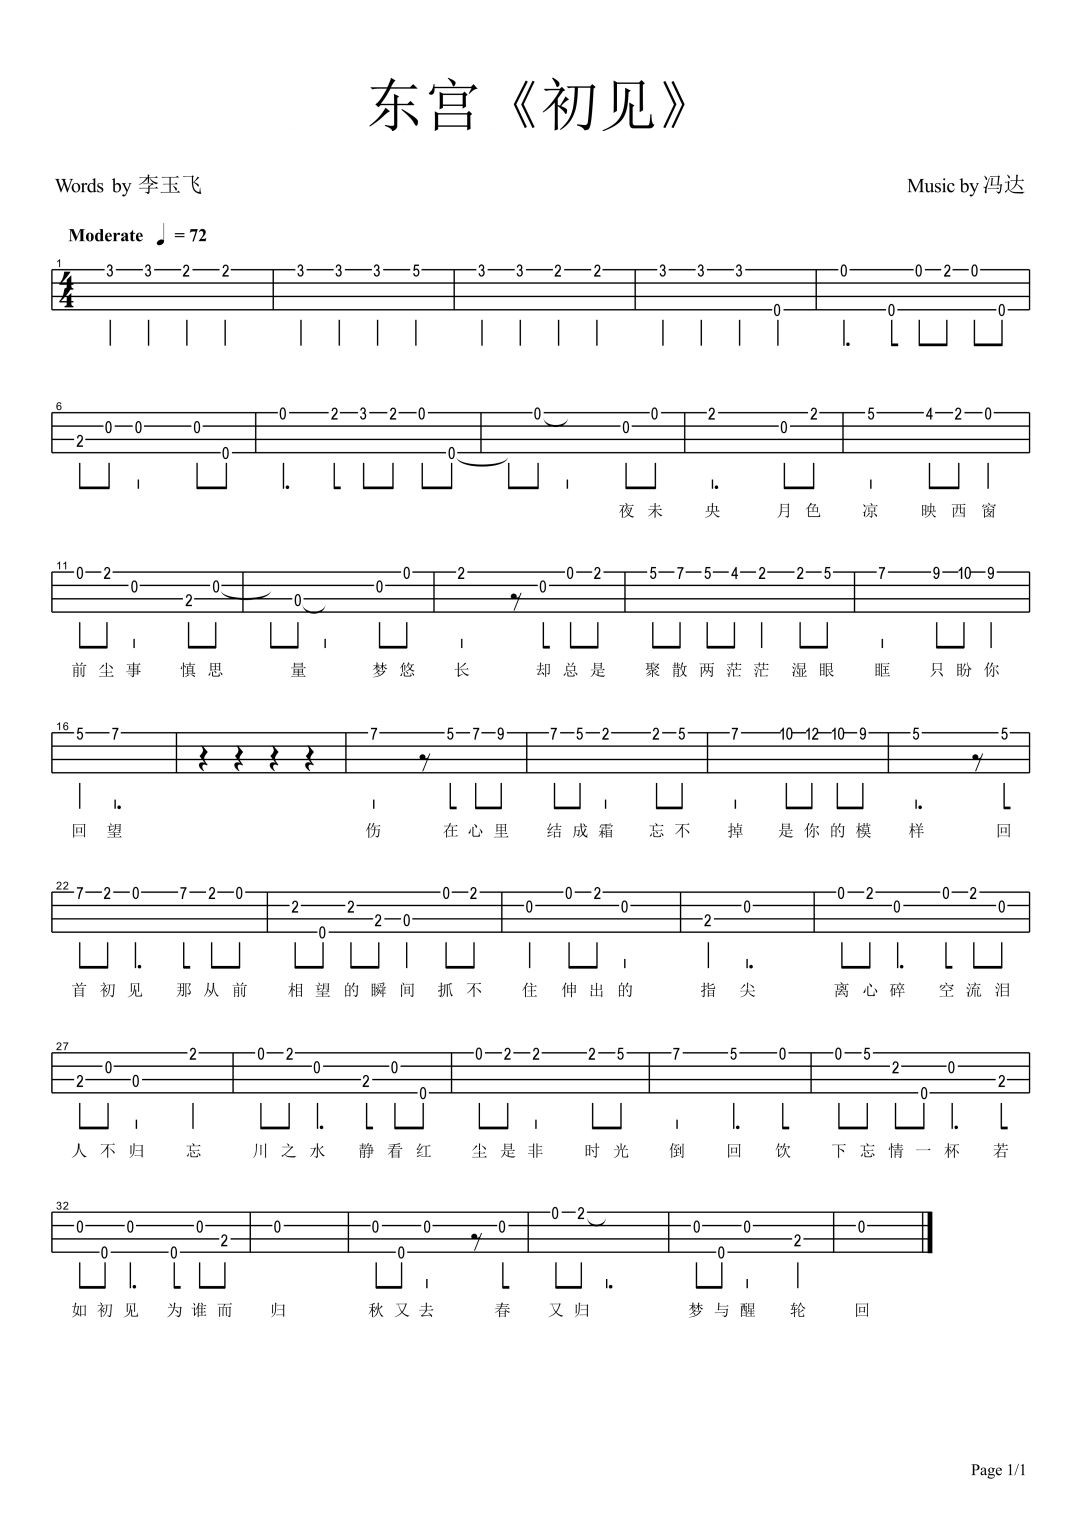 东宫《初见》
Words by 李玉飞
Music by 冯达
Moderate ♩ = 72
1
4
4
3 3 2 2 3 3 3 5 3 3 2 2 3 3 3 0 0 0 0 2 0 0
6
2 0 0 0 0 0 2 3 2 0 0 0 0 0 2 0 2 5 4 2 0
夜 未 央 月 色 凉 映 西 窗
11
0 2 0 2 0 0 0 0 2 0 0 2 5 7 5 4 2 2 5 7 9 10 9
前 尘 事 慎 思 量 梦 悠 长 却 总 是 聚 散 两 茫 茫 湿 眼 眶 只 盼 你
16
5 7 7 5 7 9 7 5 2 2 5 7 10 12 10 9 5 5
回 望 伤 在 心 里 结 成 霜 忘 不 掉 是 你 的 模 样 回
22
7 2 0 7 2 0 2 0 2 2 0 0 2 0 0 2 0 2 0 0 2 0 0 2 0
首 初 见 那 从 前 相 望 的 瞬 间 抓 不 住 伸 出 的 指 尖 离 心 碎 空 流 泪
27
2 0 0 2 0 2 0 2 0 0 0 2 2 2 5 7 5 0 0 5 2 0 0 2
人 不 归 忘 川 之 水 静 看 红 尘 是 非 时 光 倒 回 饮 下 忘 情 一 杯 若
32
0 0 0 0 0 2 0 0 0 0 0 0 2 0 0 0 2 0
如 初 见 为 谁 而 归 秋 又 去 春 又 归 梦 与 醒 轮 回
Page 1/1